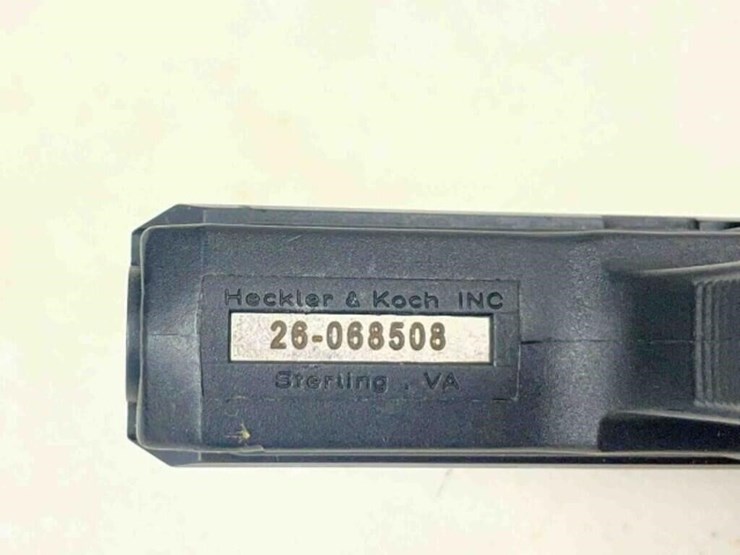 Heckler & Koch INC
26-068508
Sterling , VA